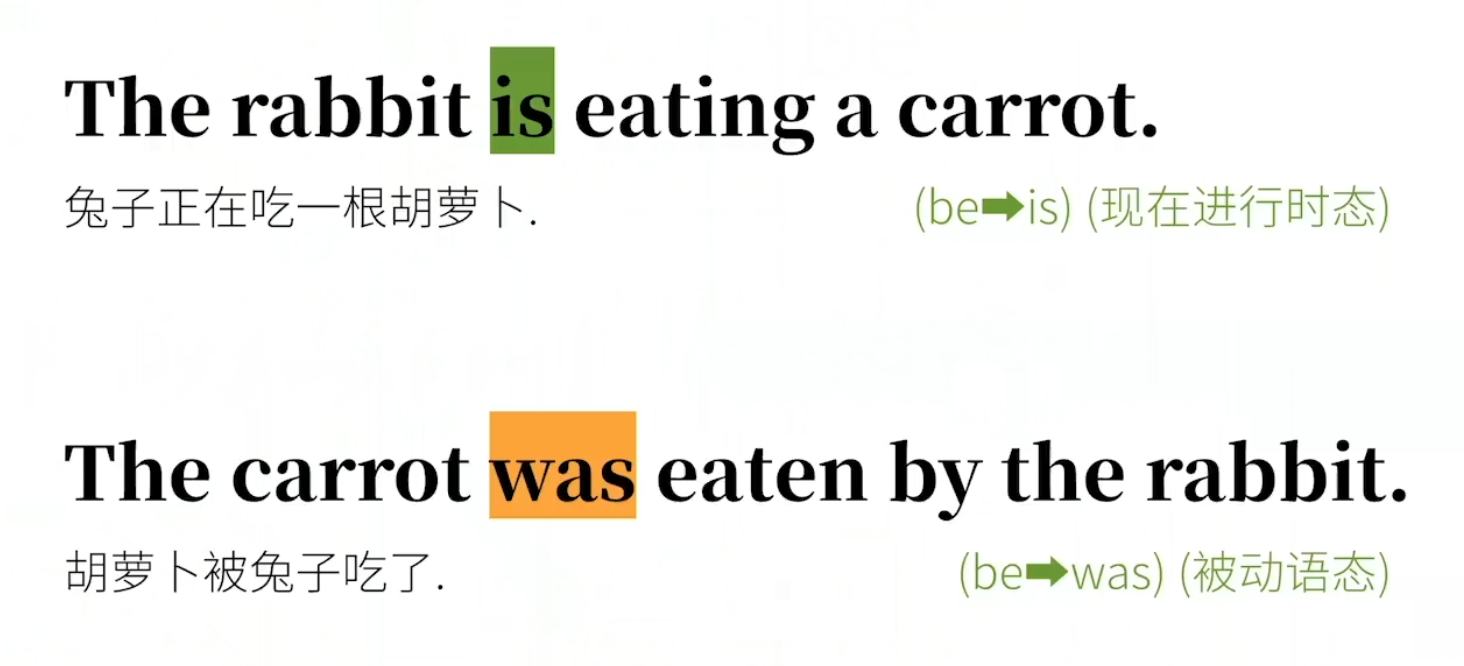 The rabbit is eating a carrot.
兔子正在吃一根胡萝卜. (be➡is) (现在进行时态)
The carrot was eaten by the rabbit.
胡萝卜被兔子吃了. (be➡was) (被动语态)